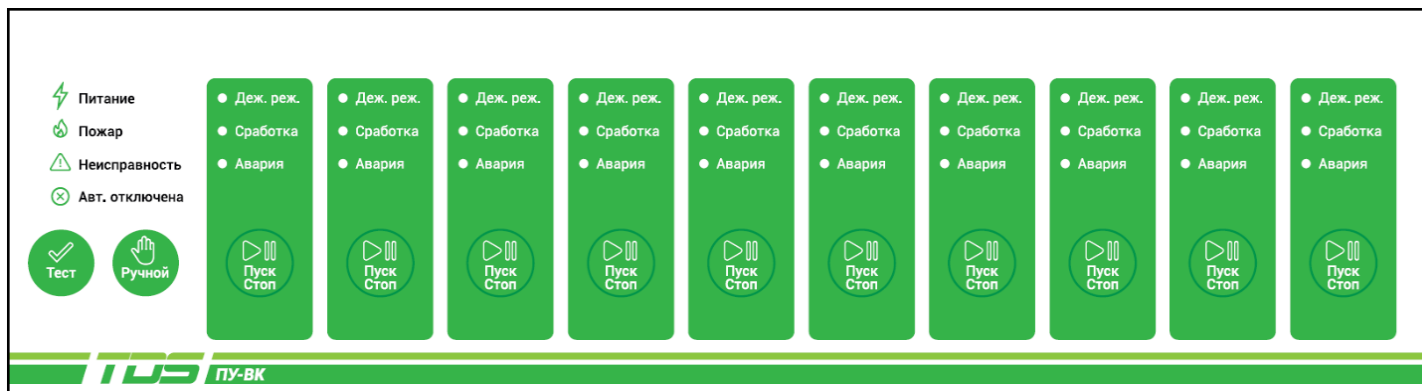 Питание
Пожар
Неисправность
Авт. отключена
Тест
Ручной
Деж. реж. Деж. реж. Деж. реж. Деж. реж. Деж. реж. Деж. реж. Деж. реж. Деж. реж. Деж. реж. Деж. реж.
Сработка Сработка Сработка Сработка Сработка Сработка Сработка Сработка Сработка Сработка
Авария Авария Авария Авария Авария Авария Авария Авария Авария Авария
Пуск Пуск Пуск Пуск Пуск Пуск Пуск Пуск Пуск Пуск
Стоп Стоп Стоп Стоп Стоп Стоп Стоп Стоп Стоп Стоп
TDS ПУ-ВК